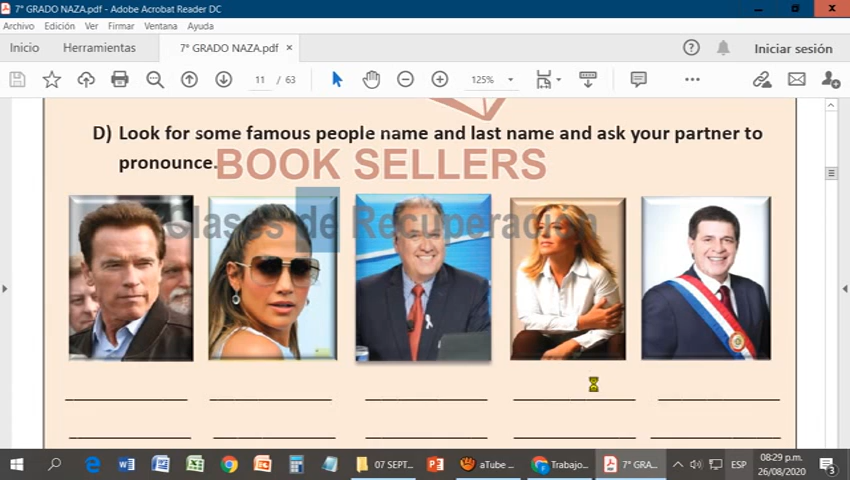 7° GRADO NAZA.pdf - Adobe Acrobat Reader DC
Archivo Edición Ver Firmar Ventana Ayuda
Inicio Herramientas 7° GRADO NAZA.pdf × Iniciar sesión
11 / 63 125%
D) Look for some famous people name and last name and ask your partner to
pronounce.
BOOK SELLERS
Clases de Recuperación
07 SEPT... aTube ... Trabajo... 7° GRA... ESP
08:29 p.m.
26/08/2020
3